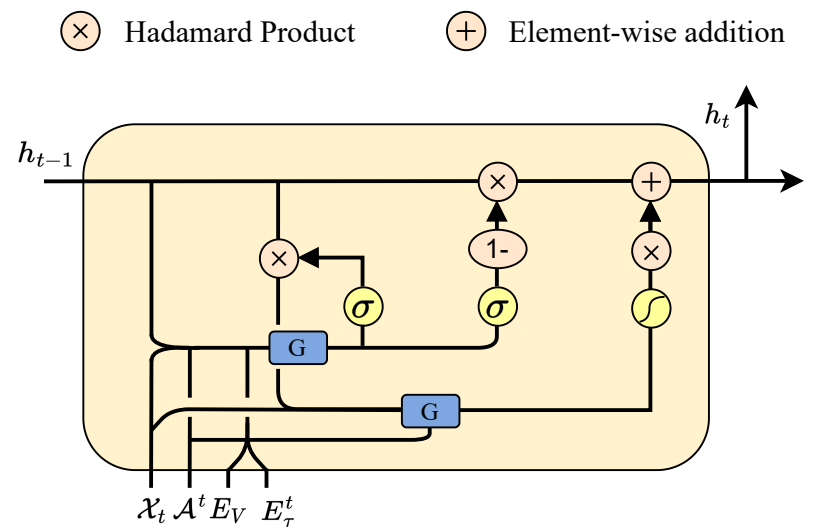 × Hadamard Product + Element-wise addition
h_t
h_{t-1}
× +
1- ×
×
σ σ
G
G
𝒳_t 𝒜^t E_V E_τ^t